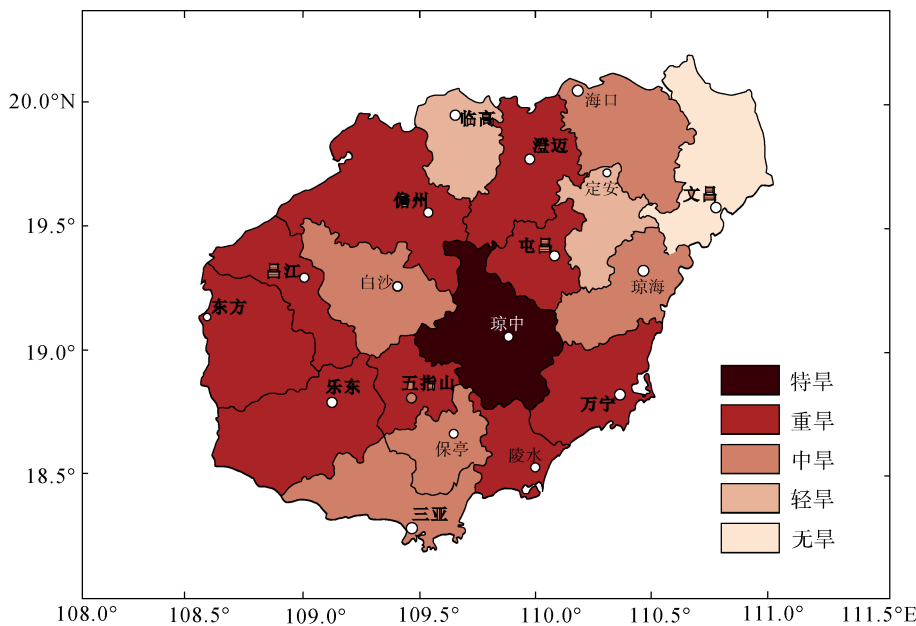 20.0°N
19.5°
19.0°
18.5°
海口
临高
澄迈
定安
文昌
儋州
屯昌
昌江
白沙
琼海
东方
琼中
乐东
五指山
万宁
保亭
陵水
三亚
特旱
重旱
中旱
轻旱
无旱
108.0°
108.5°
109.0°
109.5°
110.0°
110.5°
111.0°
111.5°E